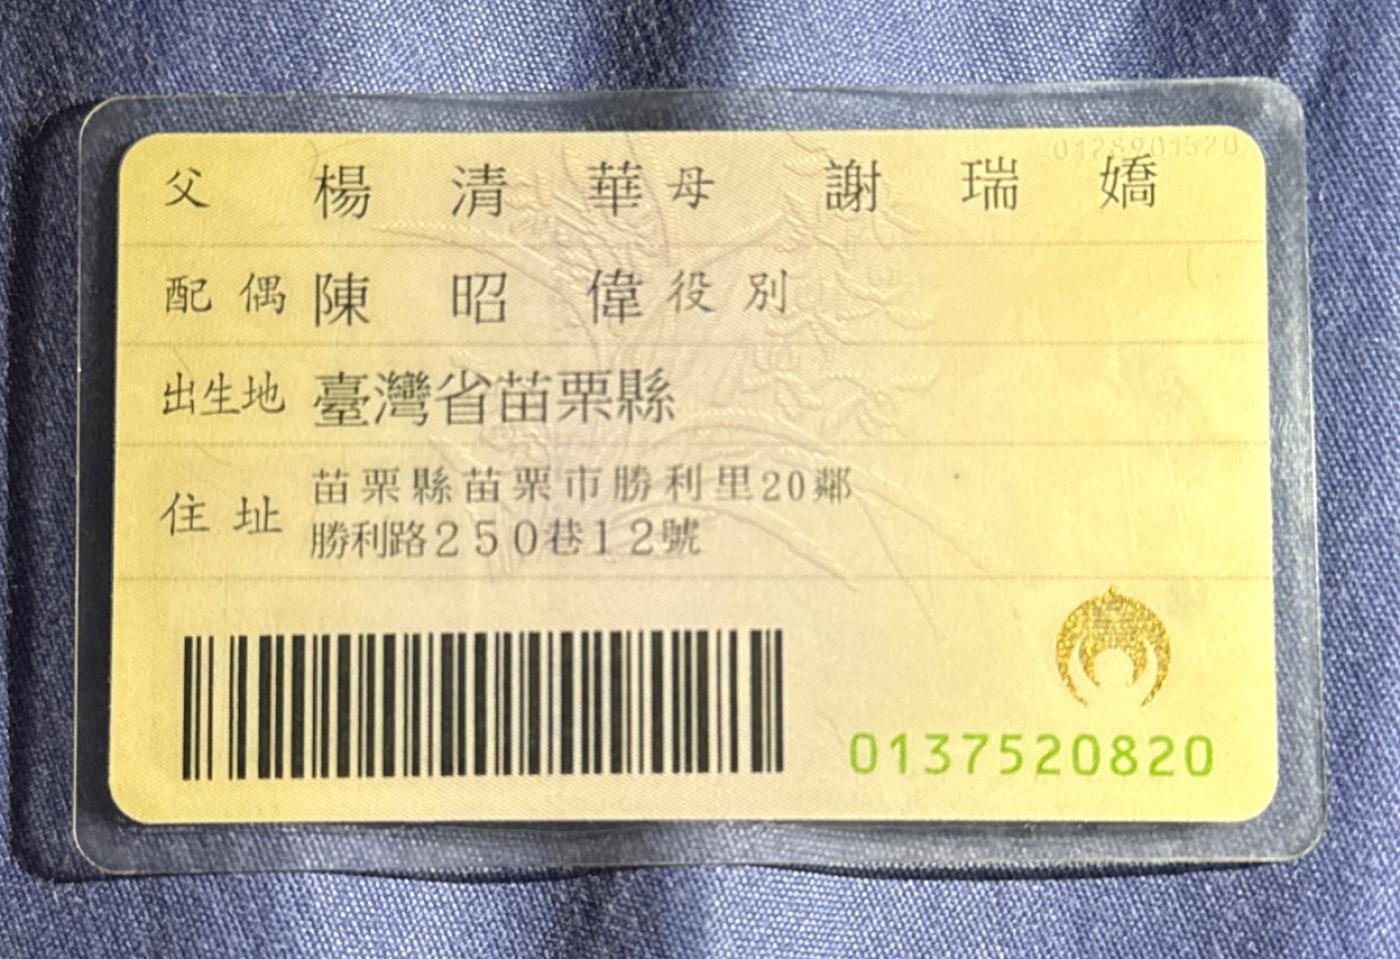 父 楊清華 母 謝瑞嬌
配偶 陳昭偉 役別
出生地 臺灣省苗栗縣
住址 苗栗縣苗栗市勝利里20鄰
勝利路250巷12號
0137520820